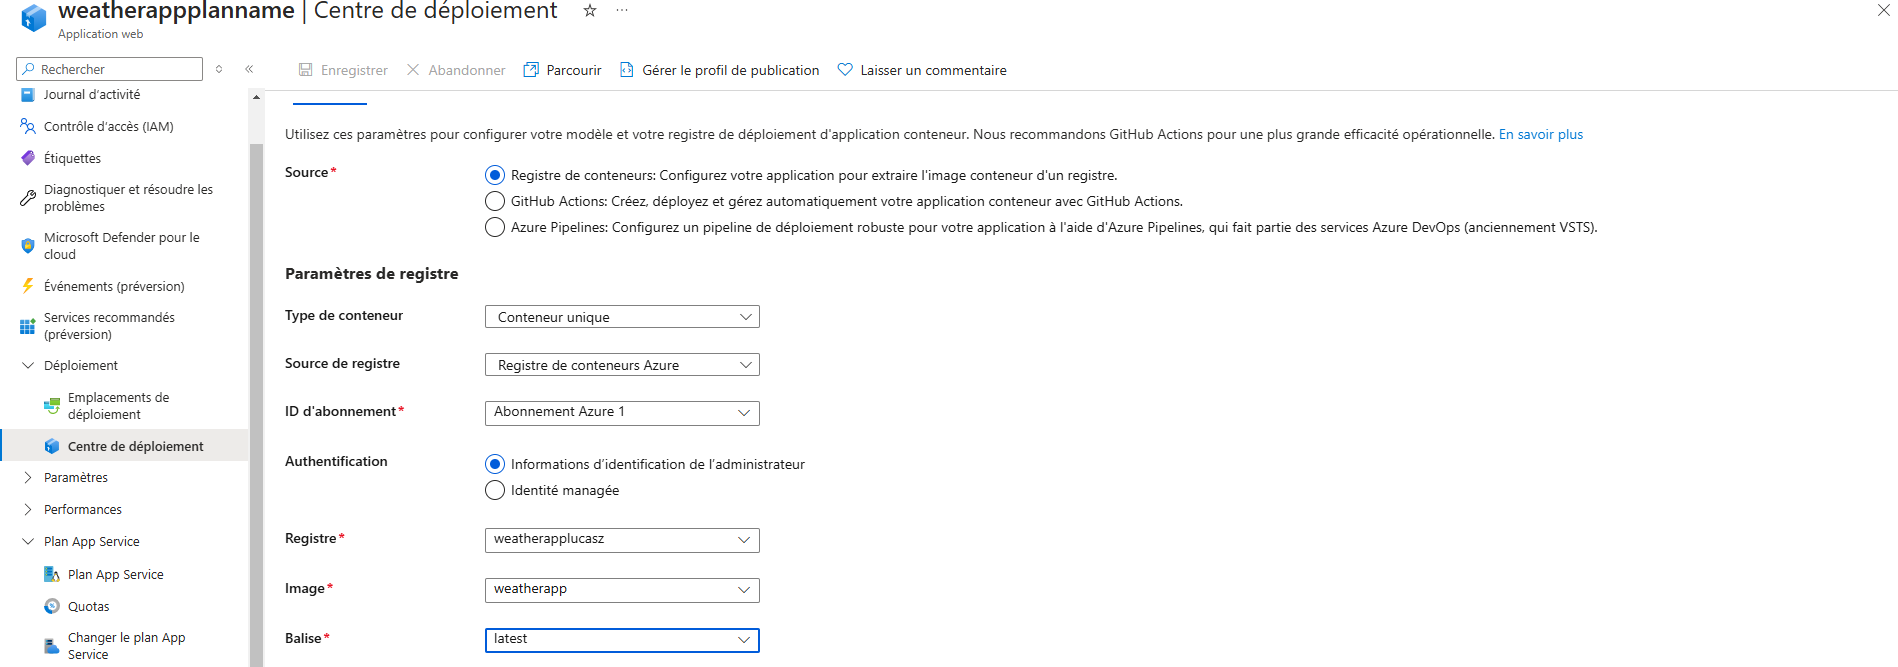 weatherappplanname | Centre de déploiement
Application web
Rechercher
Enregistrer
Abandonner
Parcourir
Gérer le profil de publication
Laisser un commentaire
Journal d'activité
Contrôle d'accès (IAM)
Étiquettes
Diagnostiquer et résoudre les
problèmes
Microsoft Defender pour le
cloud
Événements (préversion)
Services recommandés
(préversion)
Déploiement
Emplacements de
déploiement
Centre de déploiement
Paramètres
Performances
Plan App Service
Plan App Service
Quotas
Changer le plan App
Service
Utilisez ces paramètres pour configurer votre modèle et votre registre de déploiement d'application conteneur. Nous recommandons GitHub Actions pour une plus grande efficacité opérationnelle. En savoir plus
Source*
Registre de conteneurs: Configurez votre application pour extraire l'image conteneur d'un registre.
GitHub Actions: Créez, déployez et gérez automatiquement votre application conteneur avec GitHub Actions.
Azure Pipelines: Configurez un pipeline de déploiement robuste pour votre application à l'aide d'Azure Pipelines, qui fait partie des services Azure DevOps (anciennement VSTS).
Paramètres de registre
Type de conteneur
Conteneur unique
Source de registre
Registre de conteneurs Azure
ID d'abonnement*
Abonnement Azure 1
Authentification
Informations d'identification de l'administrateur
Identité managée
Registre*
weatherapplucasz
Image*
weatherapp
Balise*
latest